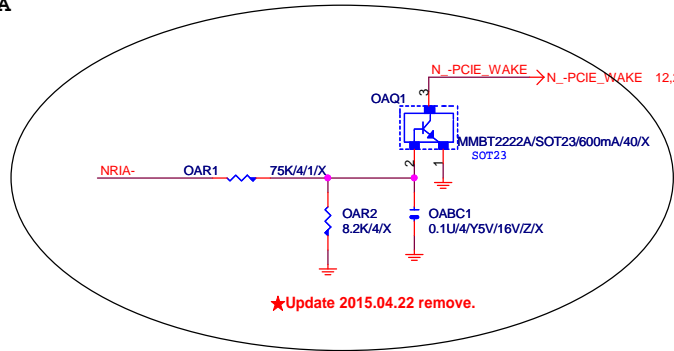 A
N_-PCIE_WAKE N_-PCIE_WAKE 12,
OAQ1
3
MMBT2222A/SOT23/600mA/40/X
SOT23
2 1
NRIA- OAR1 75K/4/1/X
OAR2 OABC1
8.2K/4/X 0.1U/4/Y5V/16V/Z/X
★Update 2015.04.22 remove.